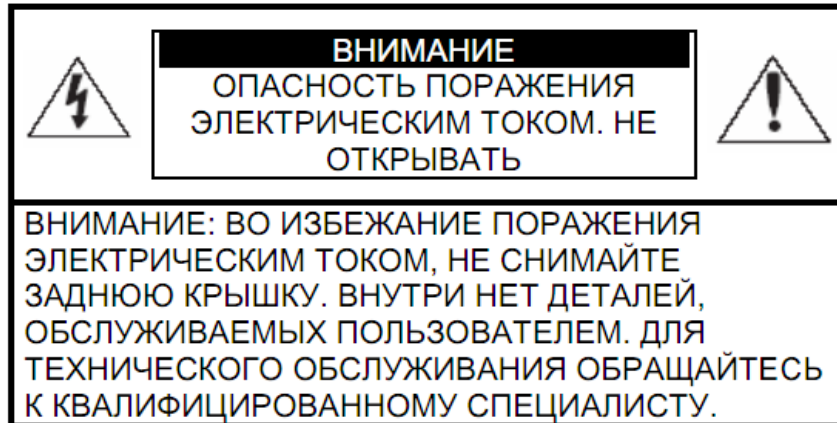 ВНИМАНИЕ
ОПАСНОСТЬ ПОРАЖЕНИЯ
ЭЛЕКТРИЧЕСКИМ ТОКОМ. НЕ
ОТКРЫВАТЬ
ВНИМАНИЕ: ВО ИЗБЕЖАНИЕ ПОРАЖЕНИЯ
ЭЛЕКТРИЧЕСКИМ ТОКОМ, НЕ СНИМАЙТЕ
ЗАДНЮЮ КРЫШКУ. ВНУТРИ НЕТ ДЕТАЛЕЙ,
ОБСЛУЖИВАЕМЫХ ПОЛЬЗОВАТЕЛЕМ. ДЛЯ
ТЕХНИЧЕСКОГО ОБСЛУЖИВАНИЯ ОБРАЩАЙТЕСЬ
К КВАЛИФИЦИРОВАННОМУ СПЕЦИАЛИСТУ.